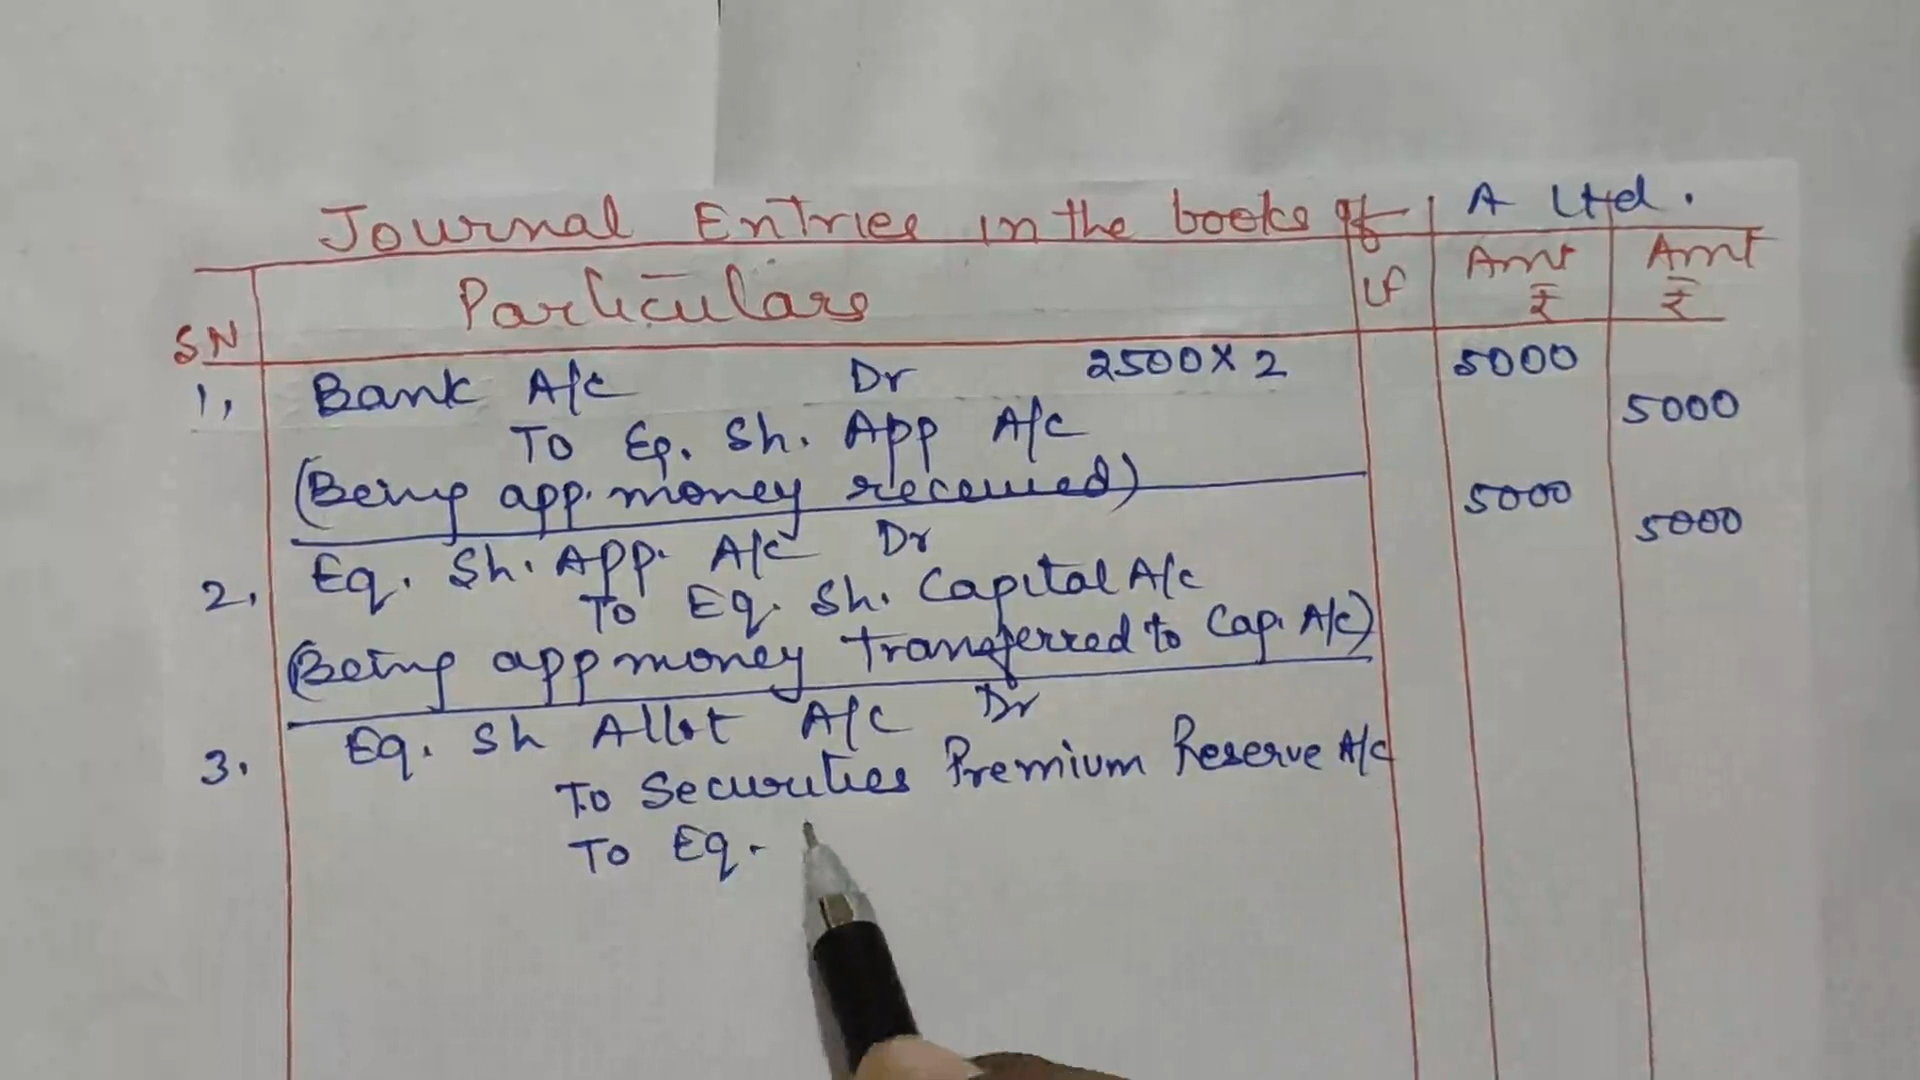 Journal Entries in the books of A Ltd.
SN Particulars LF Amt ₹ Amt ₹
1, Bank A/c Dr 2500 × 2 5000
To Eq. Sh. App A/c 5000
(Being app. money received)
2. Eq. Sh. App. A/c Dr 5000
To Eq. Sh. Capital A/c 5000
(Being app money transferred to Cap. A/c)
3. Eq. Sh Allot A/c Dr
To Securities Premium Reserve A/c
To Eq.